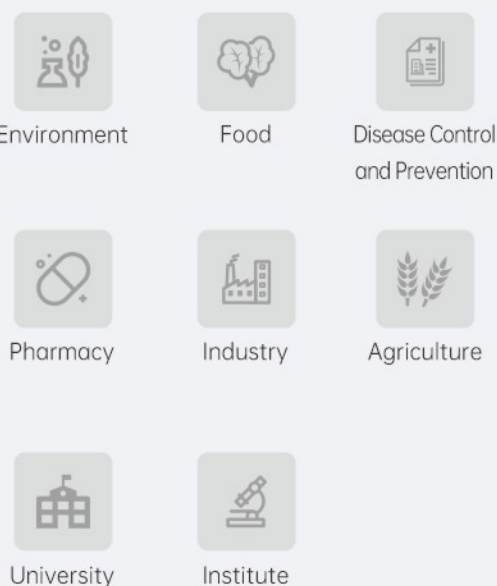 Environment
Food
Disease Control
and Prevention
Pharmacy
Industry
Agriculture
University
Institute